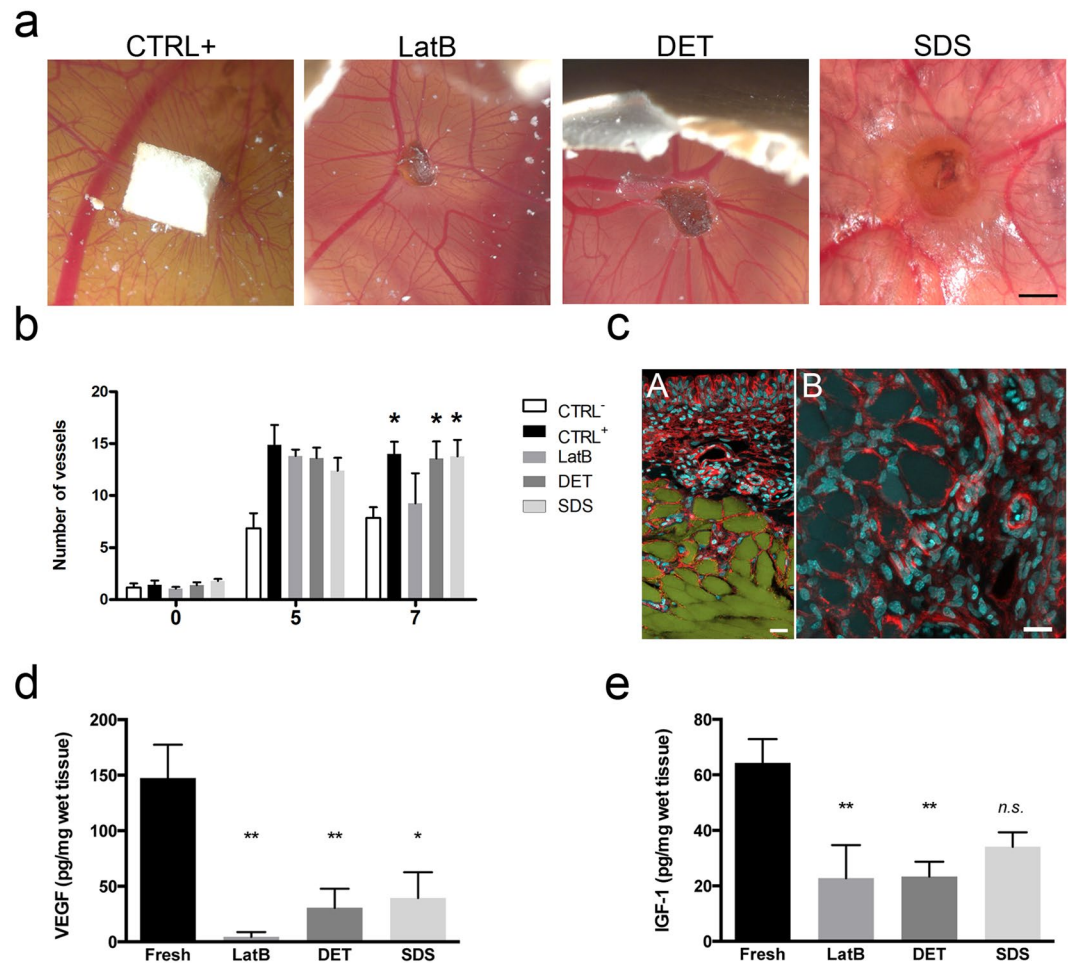 a
CTRL+ LatB DET SDS
b
Number of vessels
20
15
10
5
0
* * *
0 5 7
CTRL-
CTRL+
LatB
DET
SDS
c
A B
d
VEGF (pg/mg wet tissue)
200
150
100
50
0
** ** *
Fresh LatB DET SDS
e
IGF-1 (pg/mg wet tissue)
80
60
40
20
0
** ** n.s.
Fresh LatB DET SDS